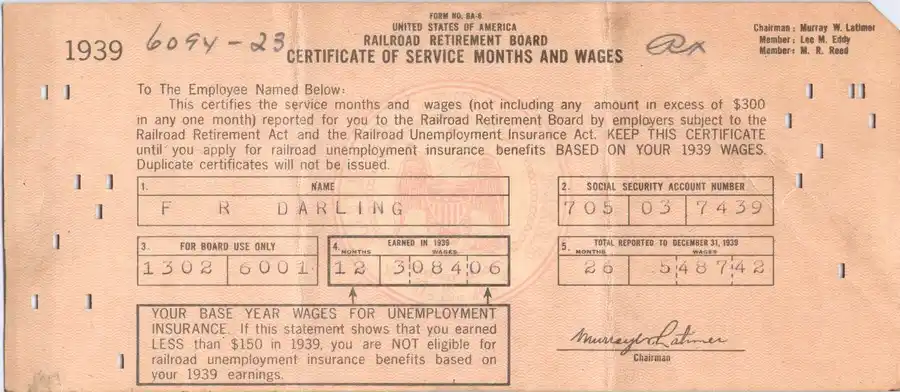 FORM NO. BA-6
UNITED STATES OF AMERICA
RAILROAD RETIREMENT BOARD
CERTIFICATE OF SERVICE MONTHS AND WAGES
1939 6094-23
Chairman: Murray W. Latimer
Member: Lee M. Eddy
Member: M. R. Reed
To The Employee Named Below:
This certifies the service months and wages (not including any amount in excess of $300
in any one month) reported for you to the Railroad Retirement Board by employers subject to the
Railroad Retirement Act and the Railroad Unemployment Insurance Act. KEEP THIS CERTIFICATE
until you apply for railroad unemployment insurance benefits BASED ON YOUR 1939 WAGES.
Duplicate certificates will not be issued.
1. NAME
F R DARLING
2. SOCIAL SECURITY ACCOUNT NUMBER
705 03 7439
3. FOR BOARD USE ONLY
1302 6001
4. EARNED IN 1939
MONTHS WAGES
12 3 084 06
5. TOTAL REPORTED TO DECEMBER 31, 1939
MONTHS WAGES
26 5 487 42
YOUR BASE YEAR WAGES FOR UNEMPLOYMENT
INSURANCE. If this statement shows that you earned
LESS than $150 in 1939, you are NOT eligible for
railroad unemployment insurance benefits based on
your 1939 earnings.
Murray W. Latimer
Chairman